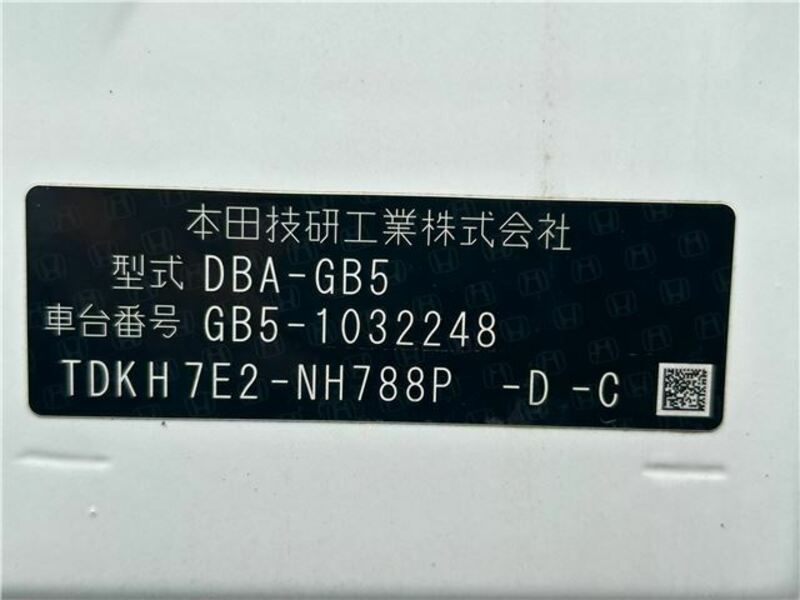 本田技研工業株式会社
型式 DBA-GB5
車台番号 GB5-1032248
TDKH7E2-NH788P -D -C